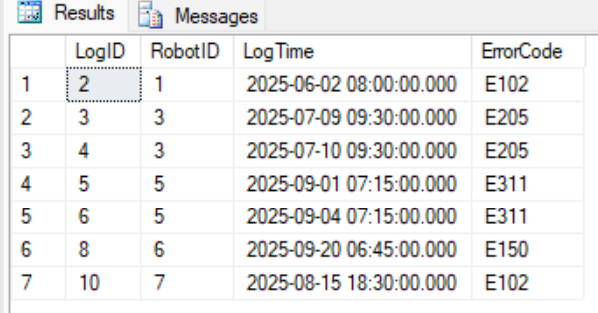 Results Messages
LogID RobotID LogTime ErrorCode
1 2 1 2025-06-02 08:00:00.000 E102
2 3 3 2025-07-09 09:30:00.000 E205
3 4 3 2025-07-10 09:30:00.000 E205
4 5 5 2025-09-01 07:15:00.000 E311
5 6 5 2025-09-04 07:15:00.000 E311
6 8 6 2025-09-20 06:45:00.000 E150
7 10 7 2025-08-15 18:30:00.000 E102